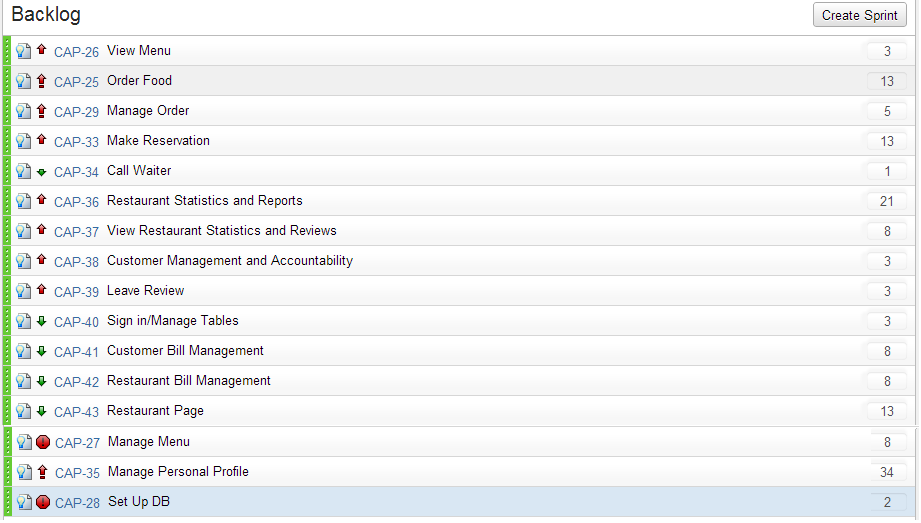 Backlog Create Sprint
CAP-26 View Menu 3
CAP-25 Order Food 13
CAP-29 Manage Order 5
CAP-33 Make Reservation 13
CAP-34 Call Waiter 1
CAP-36 Restaurant Statistics and Reports 21
CAP-37 View Restaurant Statistics and Reviews 8
CAP-38 Customer Management and Accountability 3
CAP-39 Leave Review 3
CAP-40 Sign in/Manage Tables 3
CAP-41 Customer Bill Management 8
CAP-42 Restaurant Bill Management 8
CAP-43 Restaurant Page 13
CAP-27 Manage Menu 8
CAP-35 Manage Personal Profile 34
CAP-28 Set Up DB 2